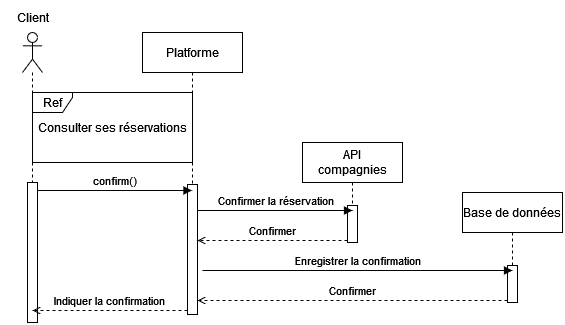 Client
Platforme
Ref
Consulter ses réservations
API
compagnies
confirm()
Confirmer la réservation
Base de données
Confirmer
Enregistrer la confirmation
Confirmer
Indiquer la confirmation